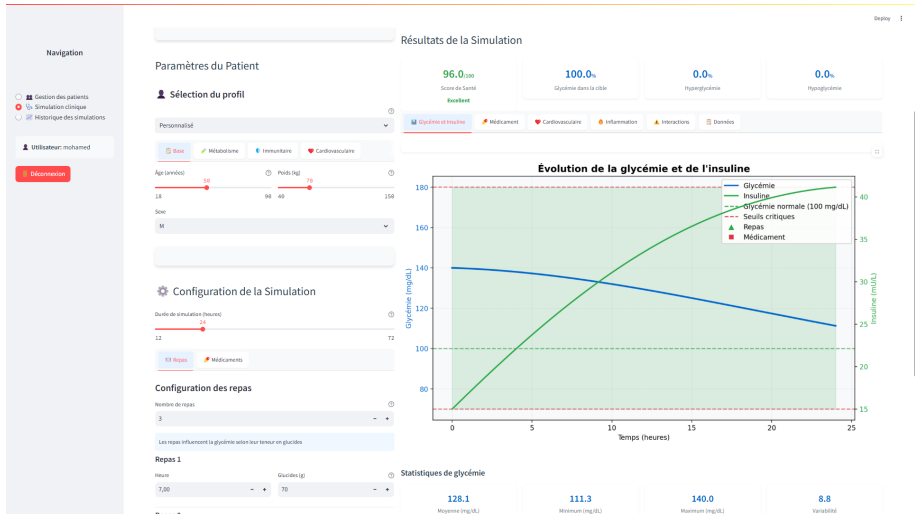 Deploy
Navigation
Gestion des patients
Simulation clinique
Historique des simulations
Utilisateur: mohamed
Déconnexion
Paramètres du Patient
Sélection du profil
Personnalisé
Base
Métabolisme
Immunitaire
Cardiovasculaire
Âge (années)
50
18
90
Poids (kg)
70
40
150
Sexe
M
Configuration de la Simulation
Durée de simulation (heures)
24
12
72
Repas
Médicaments
Configuration des repas
Nombre de repas
3
- +
Les repas influencent la glycémie selon leur teneur en glucides
Repas 1
Heure
7,00
- +
Glucides (g)
70
- +
Résultats de la Simulation
96.0/100
Score de Santé
Excellent
100.0%
Glycémie dans la cible
0.0%
Hyperglycémie
0.0%
Hypoglycémie
Glycémie et Insuline
Médicament
Cardiovasculaire
Inflammation
Interactions
Données
Évolution de la glycémie et de l'insuline
Glycémie
Insuline
Glycémie normale (100 mg/dL)
Seuils critiques
Repas
Médicament
Glycémie (mg/dL)
180
160
140
120
100
80
Insuline (mU/L)
40
35
30
25
20
15
0 5 10 15 20 25
Temps (heures)
Statistiques de glycémie
128.1
Moyenne (mg/dL)
111.3
Minimum (mg/dL)
140.0
Maximum (mg/dL)
8.8
Variabilité